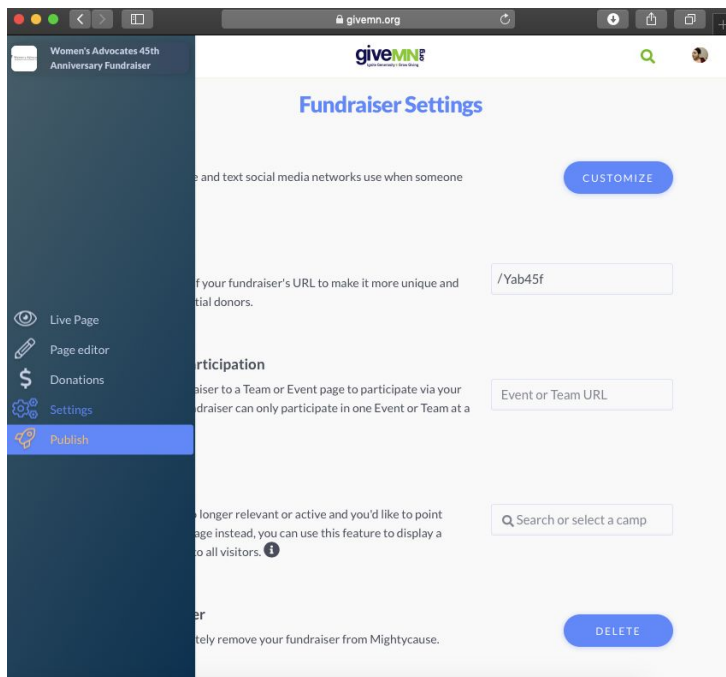 givemn.org
Women's Advocates 45th
Anniversary Fundraiser
giveMN.org
Fundraiser Settings
and text social media networks use when someone
CUSTOMIZE
f your fundraiser's URL to make it more unique and
tial donors.
/Yab45f
Live Page
Page editor
Donations
Settings
Publish
rticipation
aiser to a Team or Event page to participate via your
ndraiser can only participate in one Event or Team at a
Event or Team URL
longer relevant or active and you'd like to point
age instead, you can use this feature to display a
o all visitors.
Search or select a camp
er
tely remove your fundraiser from Mightycause.
DELETE